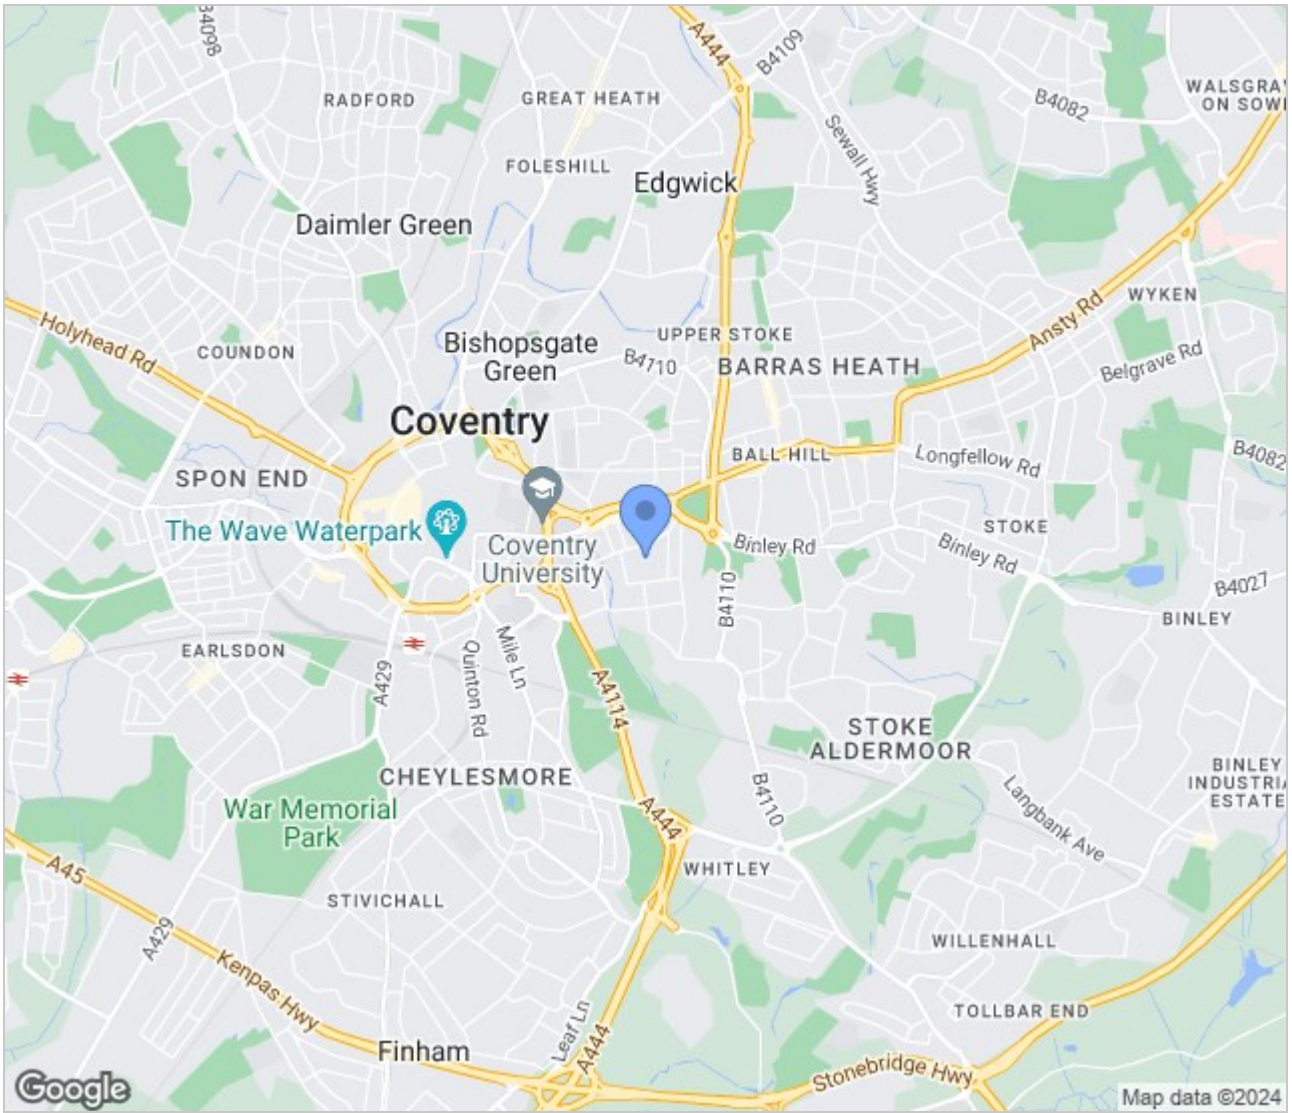 B4098
A444
B4109
RADFORD
GREAT HEATH
B4082
WALSGRA
ON SOW
FOLESHILL
Edgwick
Sewall Hwy
Daimler Green
Holyhead Rd
COUNDON
Bishopsgate
Green
UPPER STOKE
B4110
BARRAS HEATH
Ansty Rd
WYKEN
Belgrave Rd
Coventry
BALL HILL
Longfellow Rd
B4082
SPON END
The Wave Waterpark
Coventry
University
Binley Rd
Binley Rd
STOKE
B4110
B4027
BINLEY
EARLSDON
A429
Quinton Rd
Mile Ln
A4114
STOKE
ALDERMOOR
CHEYLESMORE
War Memorial
Park
A444
B4110
Langbank Ave
BINLEY
INDUSTRIA
ESTATE
A45
WHITLEY
STIVICHALL
A429
Kenpas Hwy
WILLENHALL
TOLLBAR END
Finham
Leaf Ln
A444
Stonebridge Hwy
Google
Map data ©2024